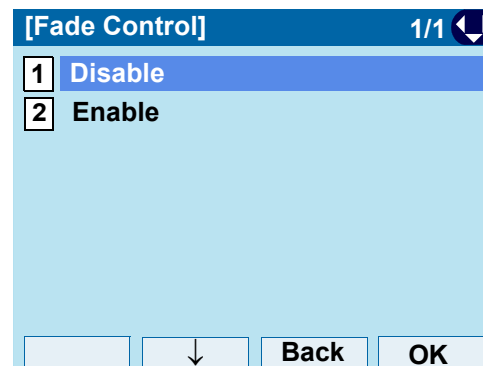 [Fade Control] 1/1
1 Disable
2 Enable
↓ Back OK